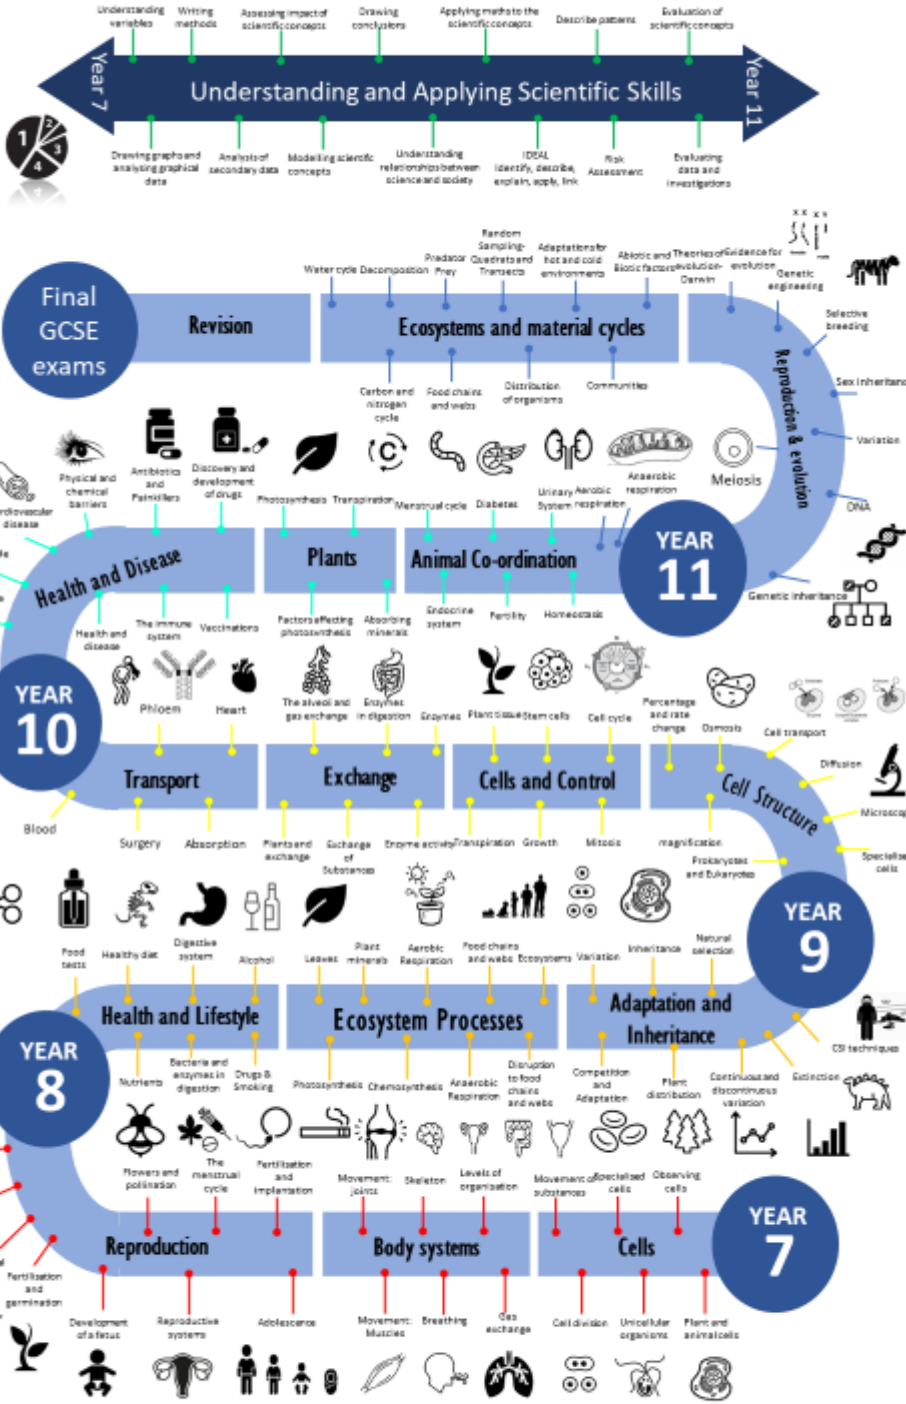 Understanding variables
Writing methods
Assessing impact of scientific concepts
Drawing conclusions
Applying maths to the scientific concepts
Describe patterns
Evaluation of scientific concepts
Year 7
Understanding and Applying Scientific Skills
Year 11
1
2
3
4
Drawing graphs and analysing graphical data
Analysis of secondary data
Modelling scientific concepts
Understanding relationships between science and society
IDEAL Identify, describe, explain, apply, link
Risk Assessment
Evaluating data and investigations
Final GCSE exams
Revision
Water cycle
Decomposition
Predator Prey
Random Sampling- Quadrats and Transects
Adaptations for hot and cold environments
Abiotic and Biotic factors
Theories of evolution- Darwin
Evidence for evolution
Genetic engineering
Selective breeding
Sex inheritanc
Variation
DNA
Genetic Inheritance
Ecosystems and material cycles
Reproduction & evolution
Carbon and nitrogen cycle
Food chains and webs
Distribution of organisms
Communities
Meiosis
YEAR 11
C
Menstrual cycle
Diabetes
Urinary System
Aerobic respiration
Anaerobic respiration
Animal Co-ordination
Endocrine system
Fertility
Homeostasis
Photosynthesis
Transpiration
Plants
Factors affecting photosynthesis
Absorbing minerals
rdiovascular disease
Physical and chemical barriers
Antibiotics and Painkillers
Discovery and development of drugs
Health and Disease
Health and disease
The immune system
Vaccinations
YEAR 10
Phloem
Heart
Transport
Blood
Surgery
Absorption
The alveoli and gas exchange
Enzymes in digestion
Enzymes
Exchange
Plants and exchange
Exchange of Substances
Enzyme activity
Plant tissue
Stem cells
Cell cycle
Cells and Control
Transpiration
Growth
Mitosis
Percentage and rate change
Osmosis
Cell transport
Diffusion
Microscop
Specialise cells
Cell Structure
magnification
Prokaryotes and Eukaryotes
YEAR 9
Food tests
Healthy diet
Digestive system
Alcohol
Health and Lifestyle
Nutrients
Bacteria and enzymes in digestion
Drugs & Smoking
Leaves
Plant minerals
Aerobic Respiration
Food chains and webs
Ecosystems
Ecosystem Processes
Photosynthesis
Chemosynthesis
Anaerobic Respiration
Disruption to food chains and webs
Variation
Inheritance
Natural selection
Adaptation and Inheritance
Competition and Adaptation
Plant distribution
Continuous and discontinuous variation
Extinction
CSI techniques
YEAR 8
Flowers and pollination
The menstrual cycle
Fertilisation and implantation
Reproduction
Fertilisation and germination
Development of a fetus
Reproductive systems
Adolescence
Movement: joints
Skeleton
Levels of organisation
Body systems
Movement: Muscles
Breathing
Gas exchange
Movement of substances
Specialised cells
Observing cells
Cells
Cell division
Unicellular organisms
Plant and animal cells
YEAR 7